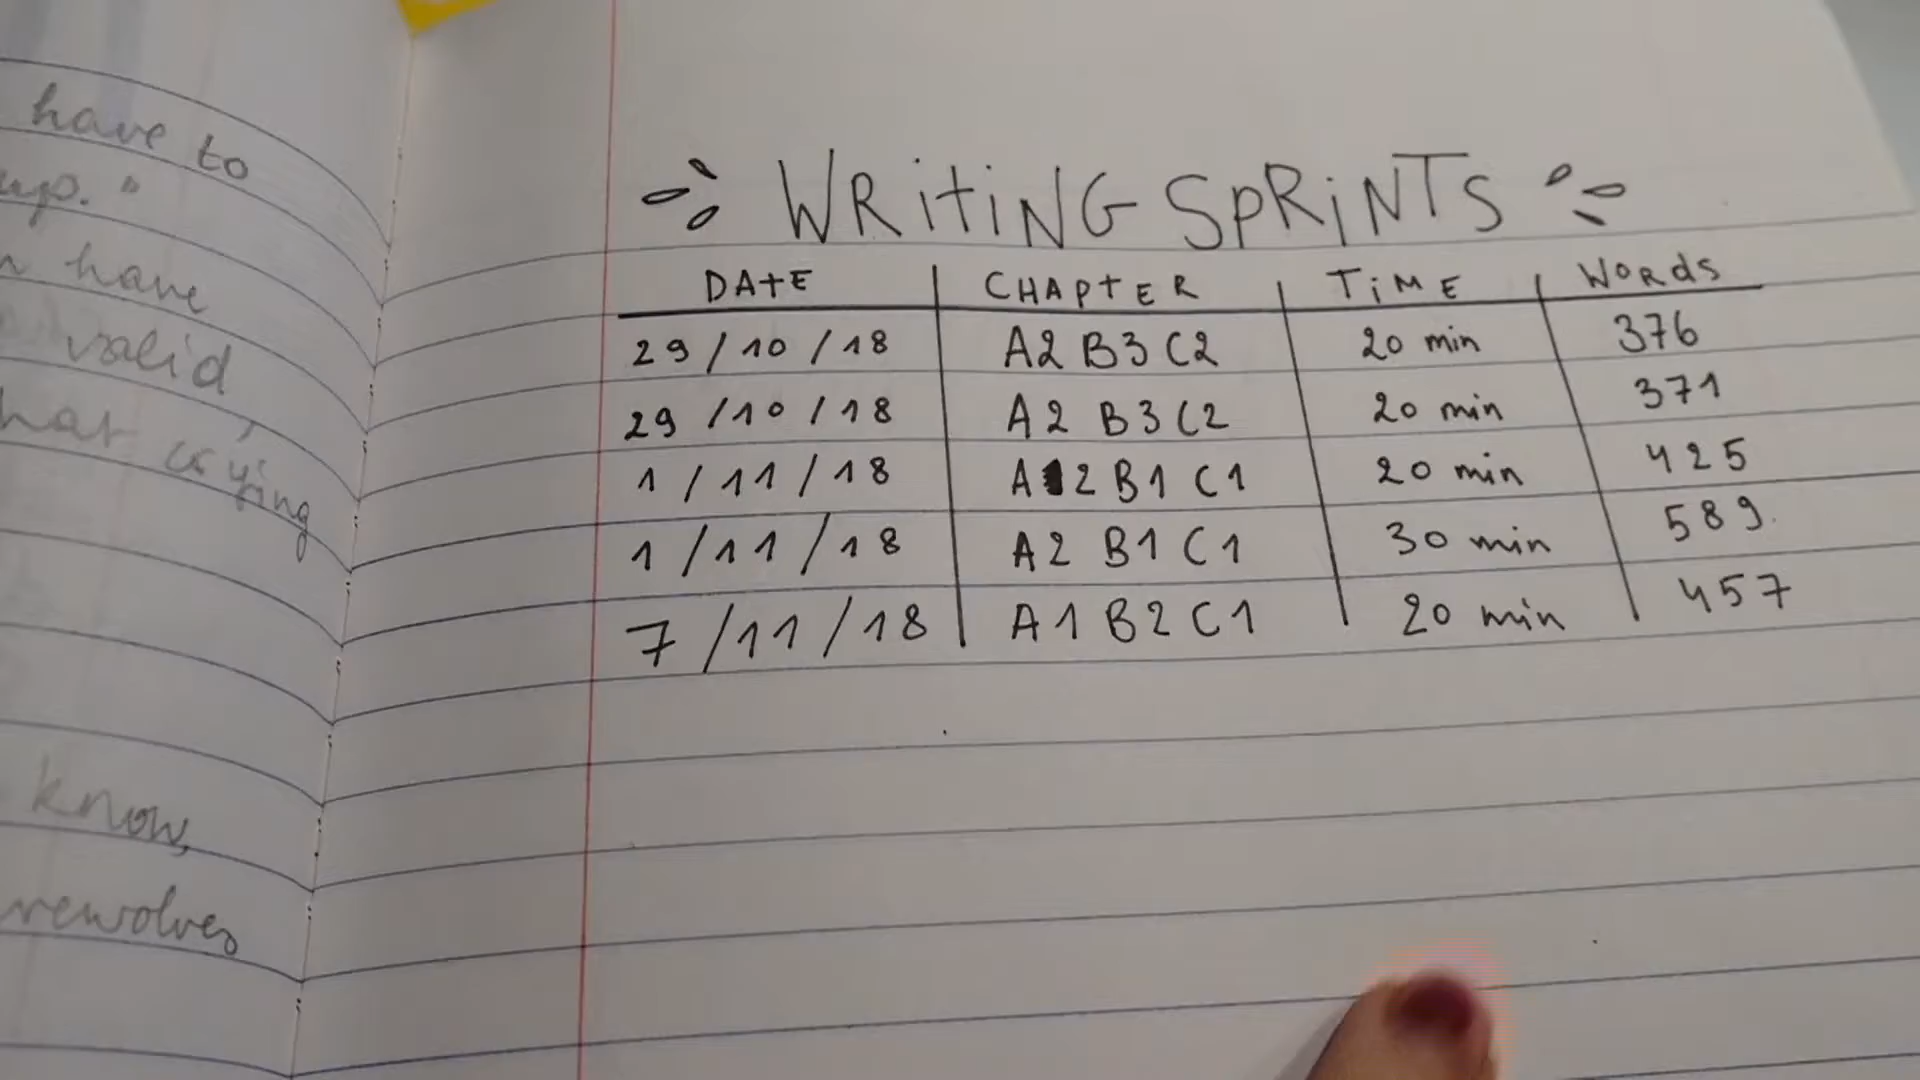 have to
up."
have
valid
hat crying
know,
rewolves
WRiTiNG SPRiNTS
DATE CHAPTER TiME WORds
29/10/18 A2 B3 C2 20 min 376
29/10/18 A2 B3 C2 20 min 371
1/11/18 A 2 B1 C1 20 min 425
1/11/18 A2 B1 C1 30 min 589
7/11/18 A1 B2 C1 20 min 457